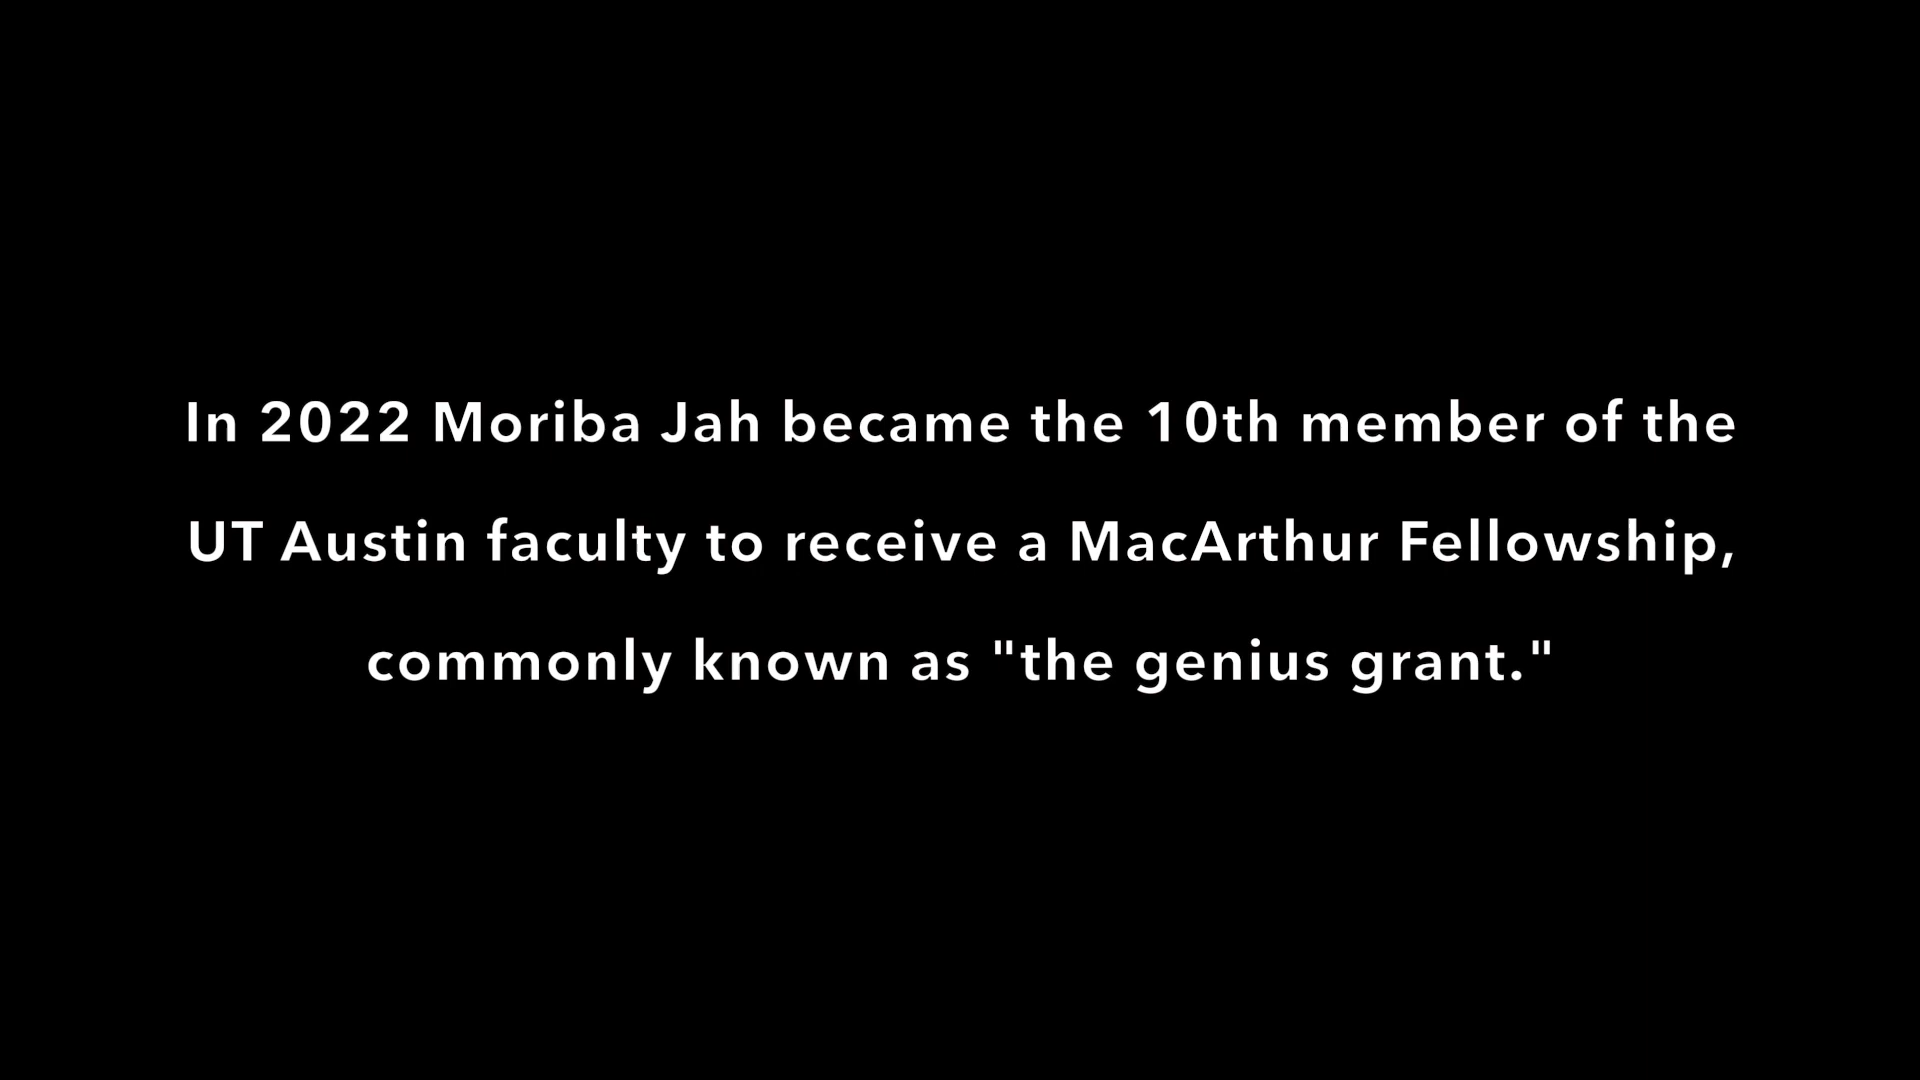 In 2022 Moriba Jah became the 10th member of the
UT Austin faculty to receive a MacArthur Fellowship,
commonly known as "the genius grant."